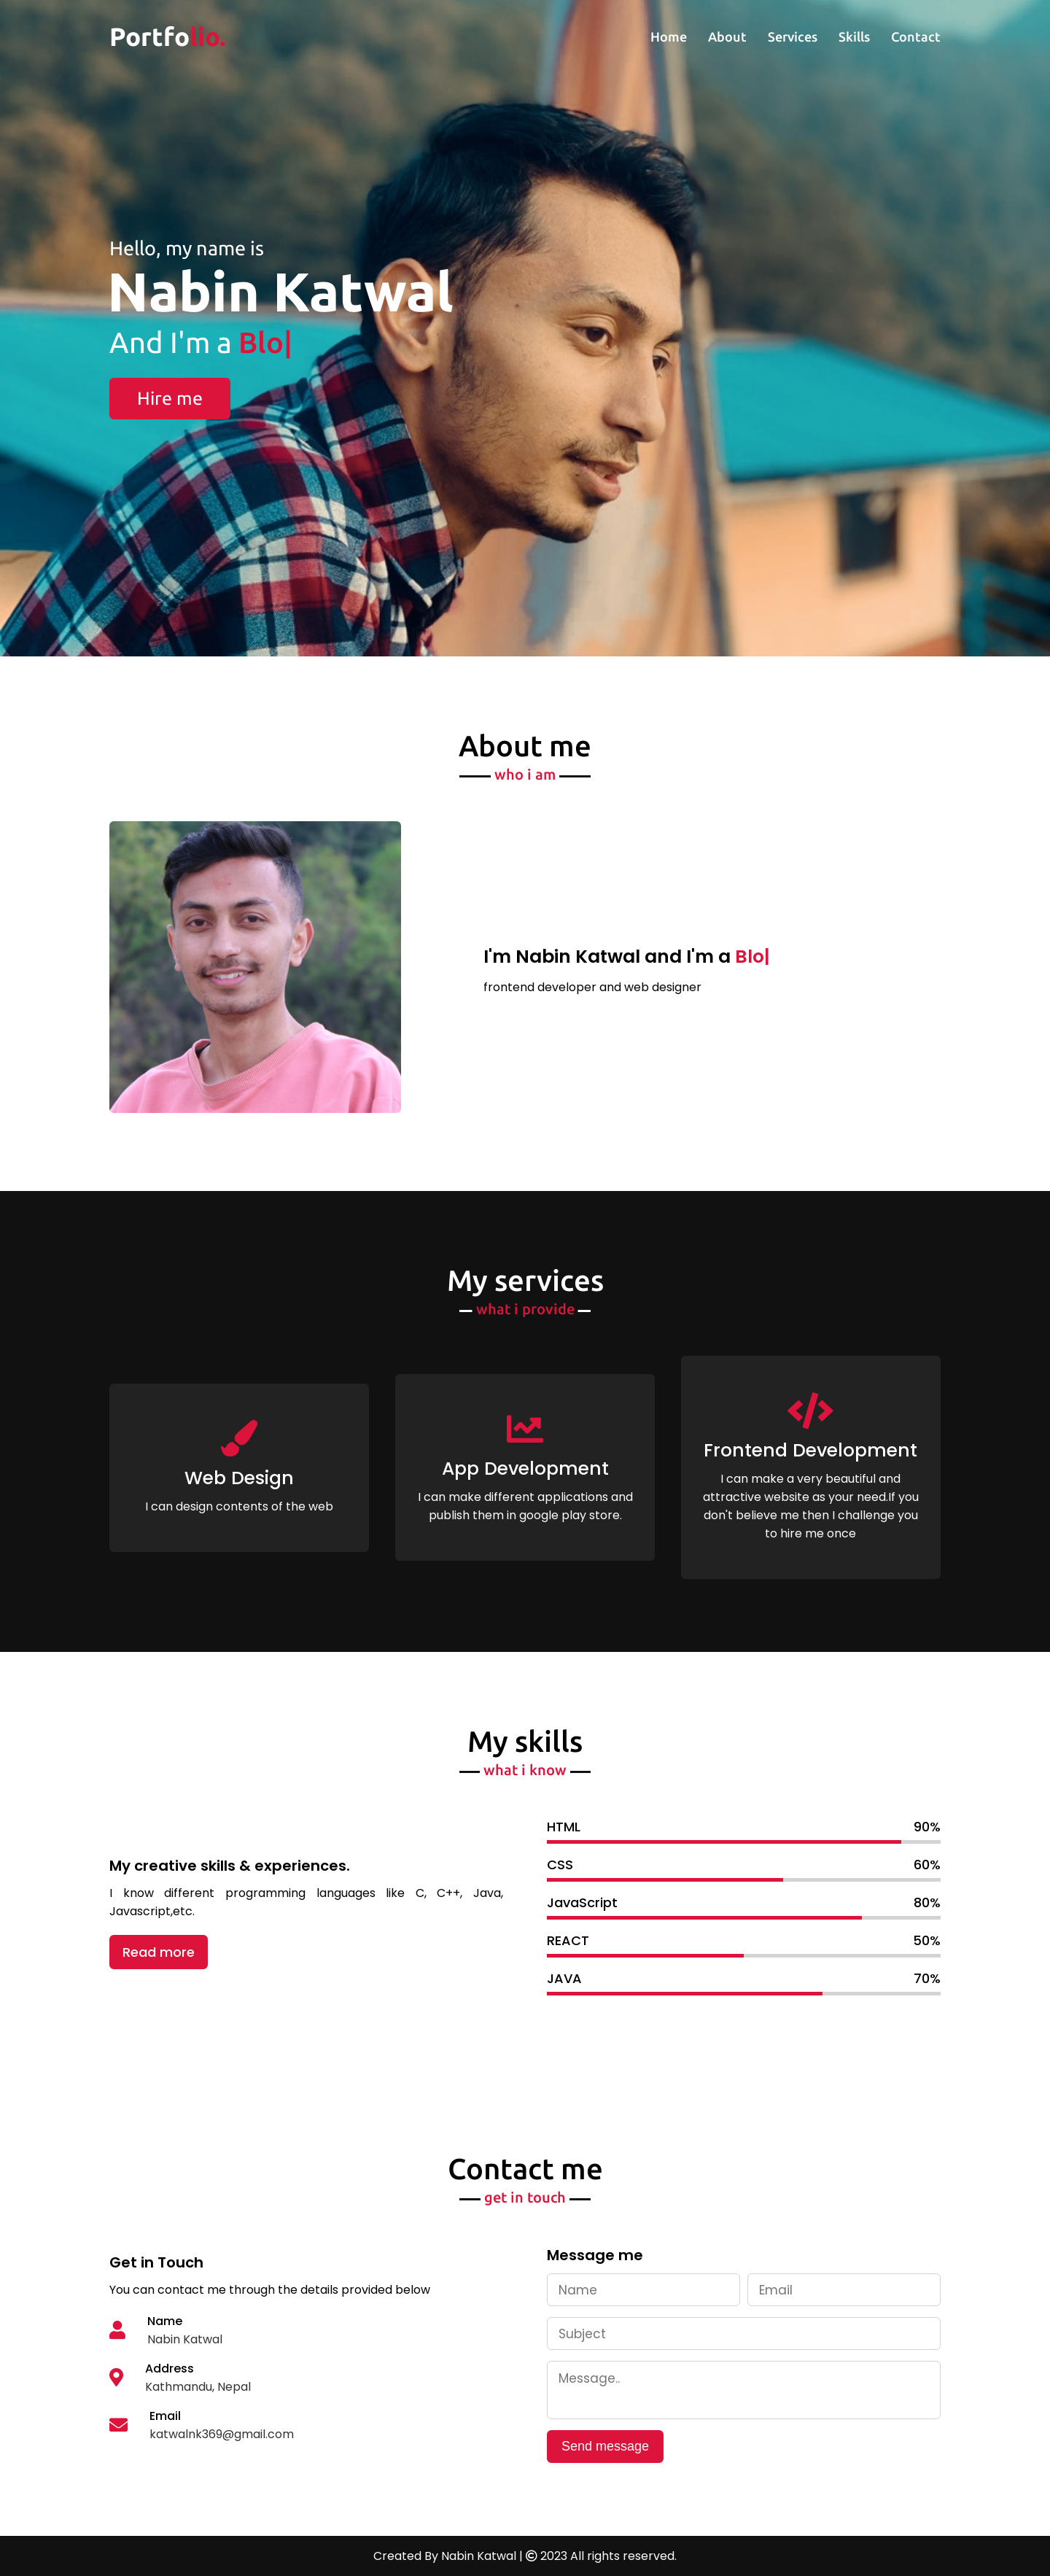 Portfolio.
Home About Services Skills Contact
Hello, my name is
Nabin Katwal
And I'm a Blo|
Hire me
About me
who i am
I'm Nabin Katwal and I'm a Blo|
frontend developer and web designer
My services
what i provide
Web Design
I can design contents of the web
App Development
I can make different applications and
publish them in google play store.
Frontend Development
I can make a very beautiful and
attractive website as your need.If you
don't believe me then I challenge you
to hire me once
My skills
what i know
My creative skills & experiences.
I know different programming languages like C, C++, Java,
Javascript,etc.
Read more
HTML 90%
CSS 60%
JavaScript 80%
REACT 50%
JAVA 70%
Contact me
get in touch
Get in Touch
You can contact me through the details provided below
Name
Nabin Katwal
Address
Kathmandu, Nepal
Email
katwalnk369@gmail.com
Message me
Name Email
Subject
Message..
Send message
Created By Nabin Katwal | © 2023 All rights reserved.